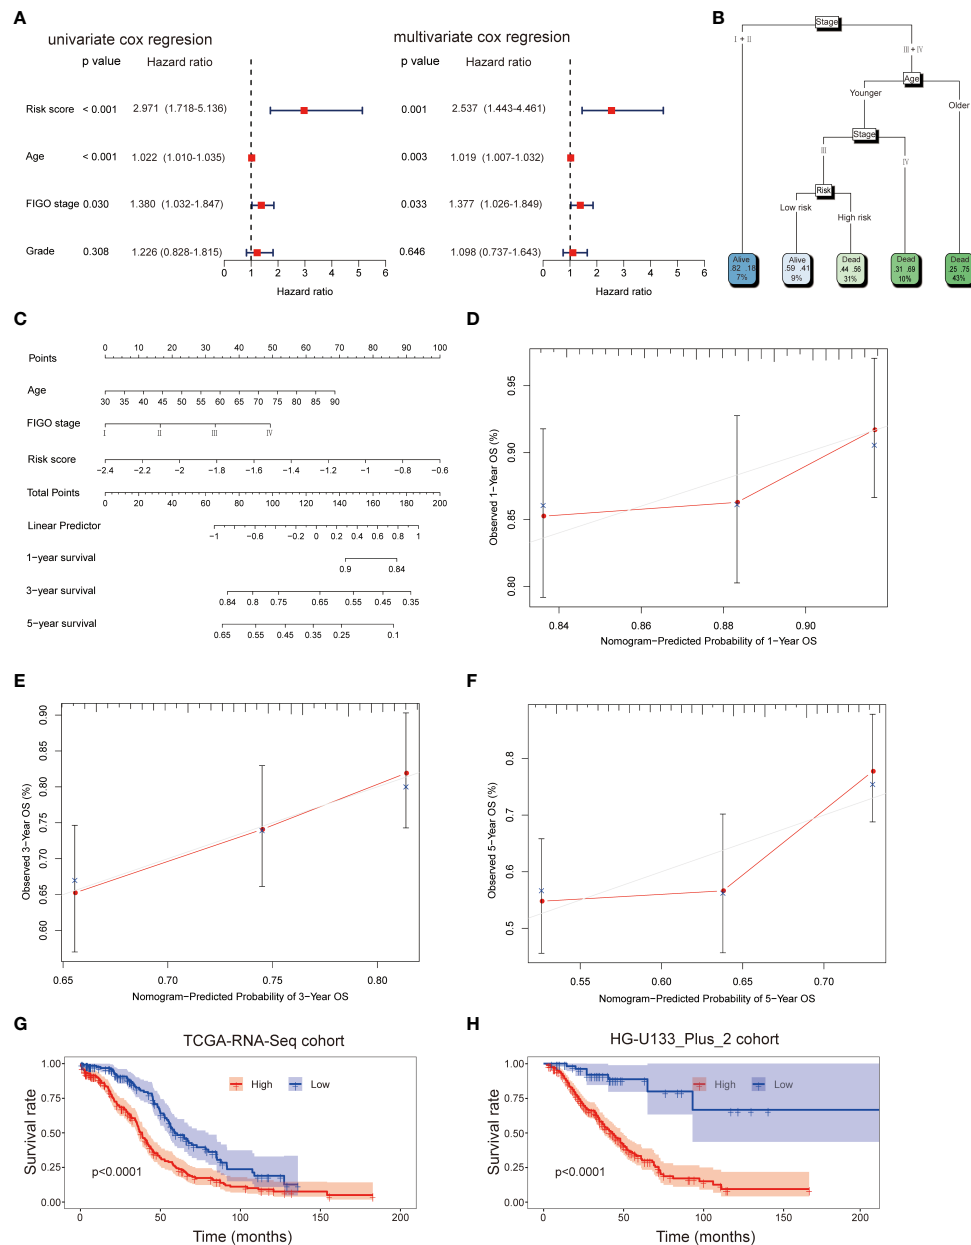 A
univariate cox regresion
multivariate cox regresion
p value
Hazard ratio
p value
Hazard ratio
Risk score
< 0.001
2.971 (1.718-5.136)
0.001
2.537 (1.443-4.461)
Age
< 0.001
1.022 (1.010-1.035)
0.003
1.019 (1.007-1.032)
FIGO stage
0.030
1.380 (1.032-1.847)
0.033
1.377 (1.026-1.849)
Grade
0.308
1.226 (0.828-1.815)
0.646
1.098 (0.737-1.643)
0 1 2 3 4 5 6
0 1 2 3 4 5 6
Hazard ratio
Hazard ratio
B
Stage
I + II
III + IV
Age
Younger
Older
Stage
III
IV
Risk
Low risk
High risk
Alive
.82 .18
7%
Alive
.59 .41
9%
Dead
.44 .56
31%
Dead
.31 .69
10%
Dead
.25 .75
43%
C
Points
0 10 20 30 40 50 60 70 80 90 100
Age
30 35 40 45 50 55 60 65 70 75 80 85 90
FIGO stage
I II III IV
Risk score
−2.4 −2.2 −2 −1.8 −1.6 −1.4 −1.2 −1 −0.8 −0.6
Total Points
0 20 40 60 80 100 120 140 160 180 200
Linear Predictor
−1 −0.6 −0.2 0 0.2 0.4 0.6 0.8 1
1−year survival
0.9 0.84
3−year survival
0.84 0.8 0.75 0.65 0.55 0.45 0.35
5−year survival
0.65 0.55 0.45 0.35 0.25 0.1
D
Observed 1−Year OS (%)
0.95
0.90
0.85
0.80
0.84 0.86 0.88 0.90
Nomogram−Predicted Probability of 1−Year OS
E
Observed 3−Year OS (%)
0.90
0.85
0.80
0.75
0.70
0.65
0.60
0.65 0.70 0.75 0.80
Nomogram−Predicted Probability of 3−Year OS
F
Observed 5−Year OS (%)
0.8
0.7
0.6
0.5
0.55 0.60 0.65 0.70
Nomogram−Predicted Probability of 5−Year OS
G
TCGA-RNA-Seq cohort
Survival rate
1.00
0.75
0.50
0.25
0.00
High Low
p<0.0001
0 50 100 150 200
Time (months)
H
HG-U133_Plus_2 cohort
Survival rate
1.00
0.75
0.50
0.25
0.00
High Low
p<0.0001
0 50 100 150 200
Time (months)